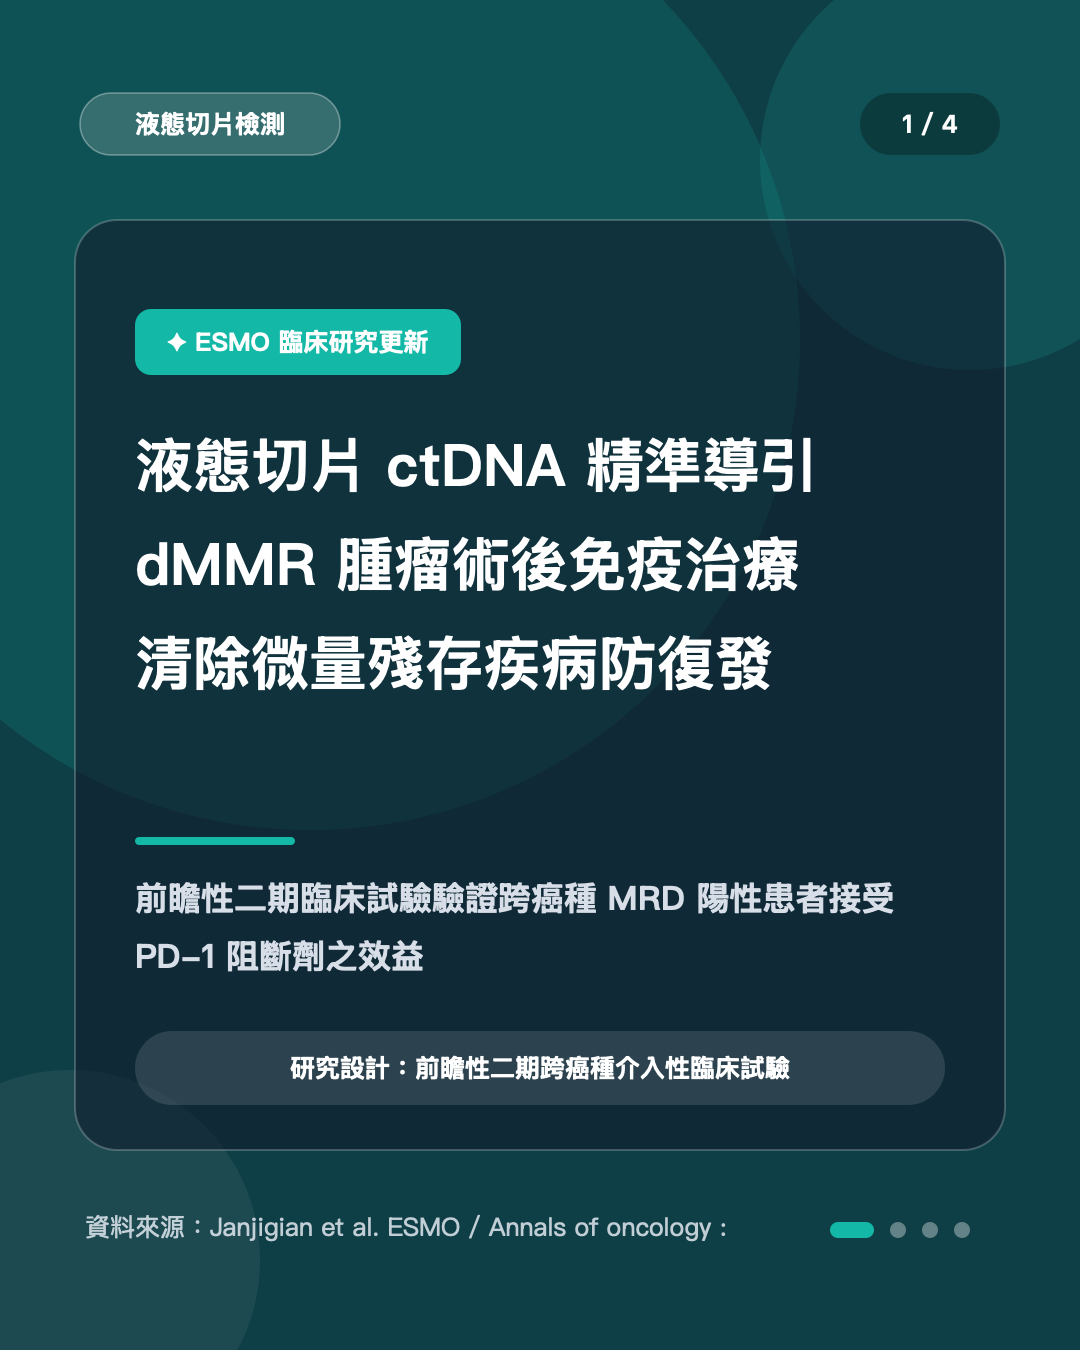 液態切片檢測
1 / 4
✦ ESMO 臨床研究更新
液態切片 ctDNA 精準導引
dMMR 腫瘤術後免疫治療
清除微量殘存疾病防復發
前瞻性二期臨床試驗驗證跨癌種 MRD 陽性患者接受
PD-1 阻斷劑之效益
研究設計：前瞻性二期跨癌種介入性臨床試驗
資料來源：Janjigian et al. ESMO / Annals of oncology :